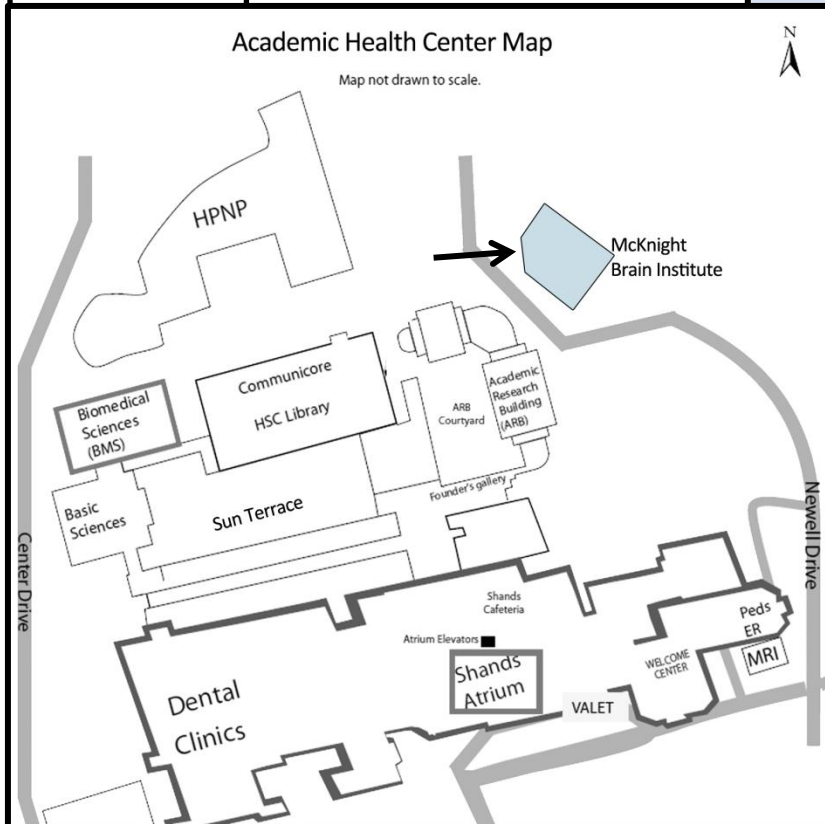 Academic Health Center Map
N
Map not drawn to scale.
HPNP
McKnight
Brain Institute
Communicore
HSC Library
Biomedical
Sciences
(BMS)
Academic
Research
Building
(ARB)
ARB
Courtyard
Basic
Sciences
Sun Terrace
Founder's gallery
Center Drive
Newell Drive
Shands
Cafeteria
Peds
ER
Atrium Elevators
WELCOME
CENTER
MRI
Shands
Atrium
VALET
Dental
Clinics